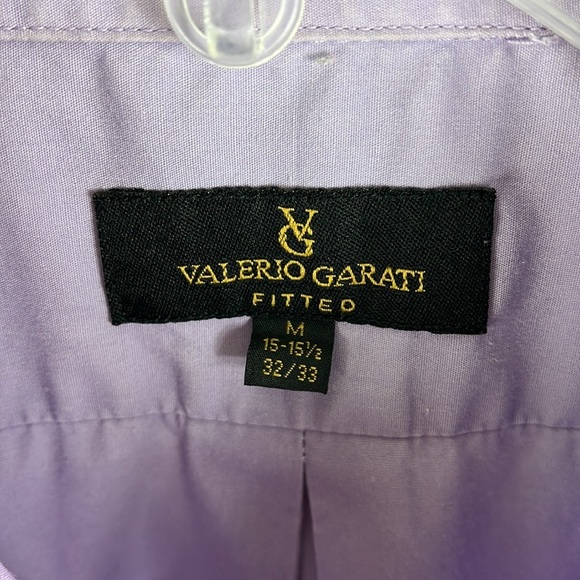 VG
VALERIO GARATI
FITTED
M
15-15½
32/33